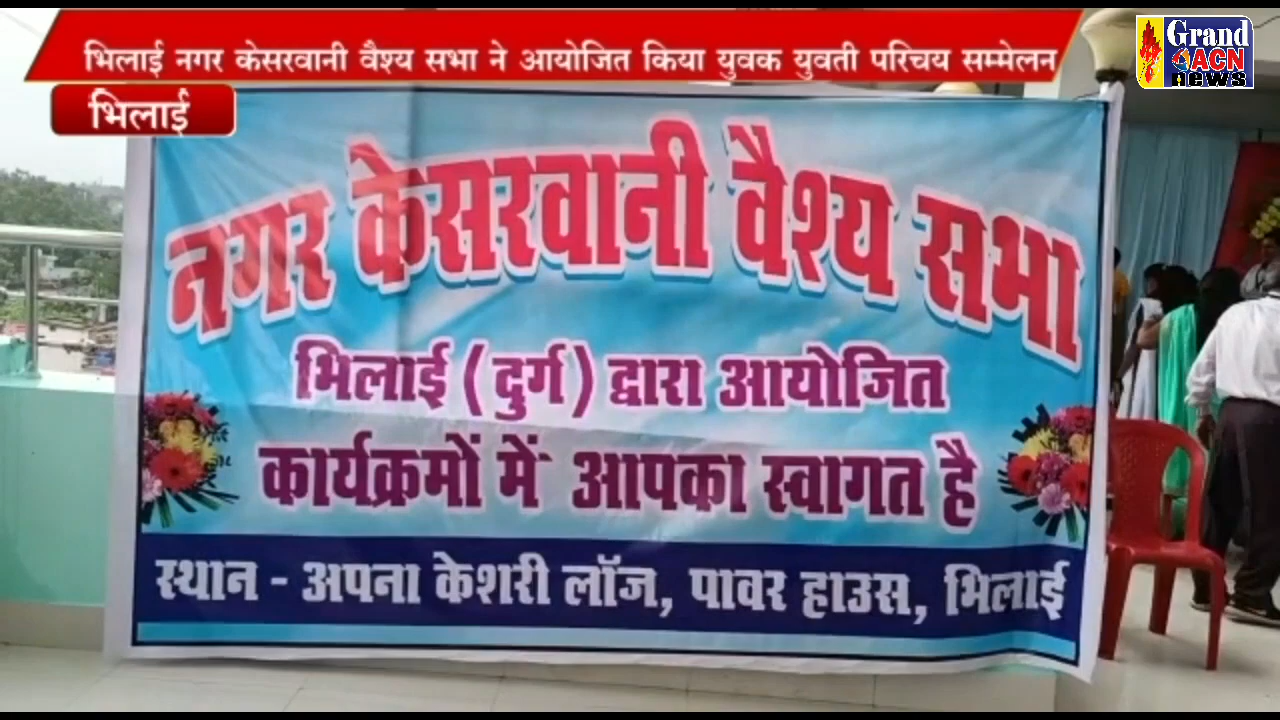 भिलाई नगर केसरवानी वैश्य सभा ने आयोजित किया युवक युवती परिचय सम्मेलन
Grand
ACN
news
भिलाई
नगर केसरवानी वैश्य सभा
भिलाई (दुर्ग) द्वारा आयोजित
कार्यक्रमों में आपका स्वागत है
स्थान - अपना केशरी लॉज, पावर हाउस, भिलाई